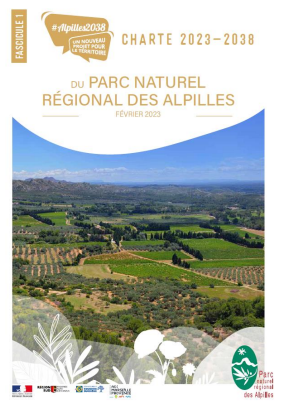 FASCICULE 1
#Alpilles2038
UN NOUVEAU
PROJET POUR
LE TERRITOIRE
CHARTE 2023-2038
DU PARC NATUREL
RÉGIONAL DES ALPILLES
FÉVRIER 2023
Parc
naturel
régional
des Alpilles